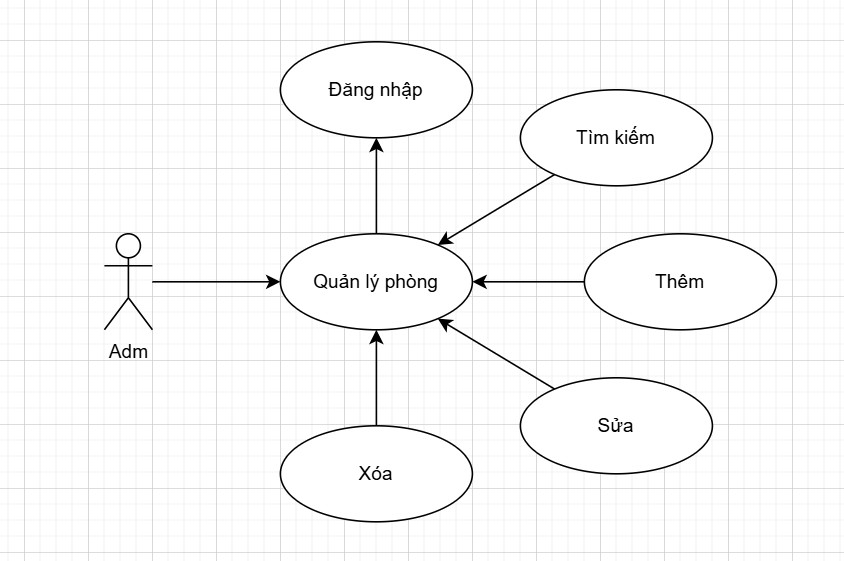 Đăng nhập
Tìm kiếm
Quản lý phòng
Thêm
Adm
Sửa
Xóa